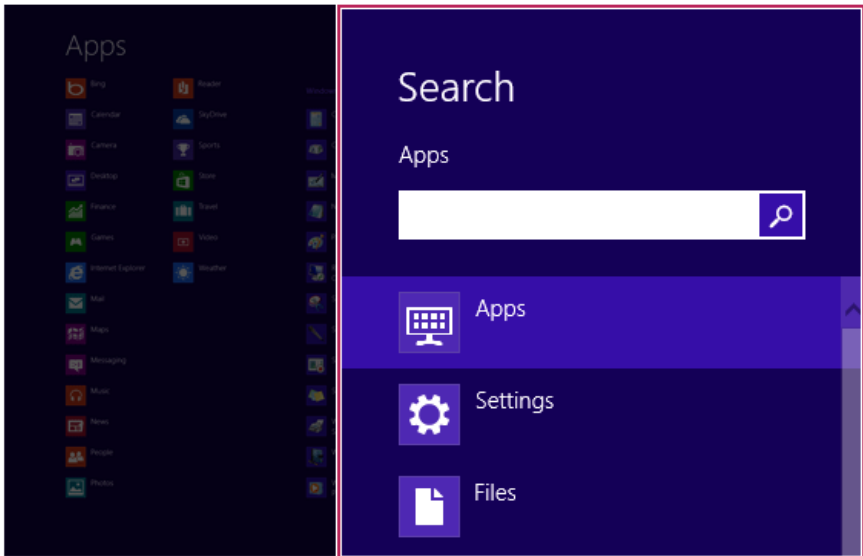 Apps
Bing
Calendar
Camera
Desktop
Finance
Games
Internet Explorer
Mail
Maps
Messaging
Music
News
People
Photos
Reader
SkyDrive
Sports
Store
Travel
Video
Weather
Search
Apps
Apps
Settings
Files